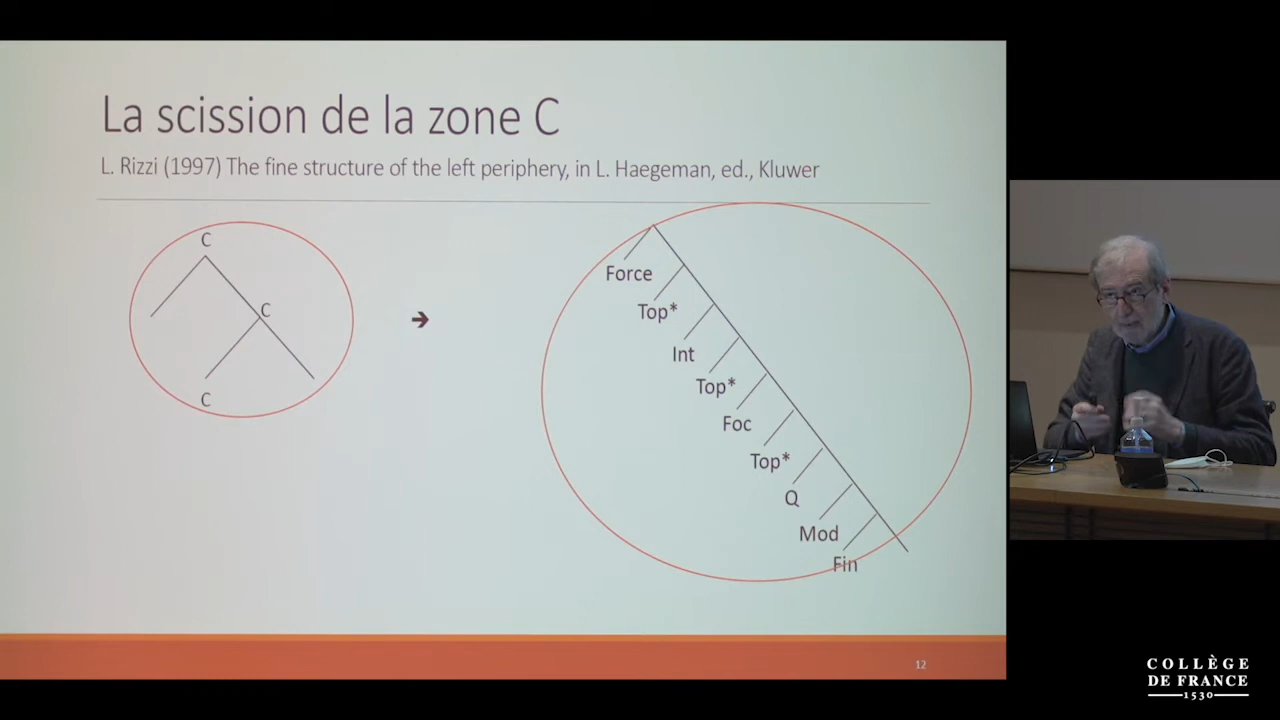 La scission de la zone C
L. Rizzi (1997) The fine structure of the left periphery, in L. Haegeman, ed., Kluwer
C
C
C
➔
Force
Top*
Int
Top*
Foc
Top*
Q
Mod
Fin
12
COLLÈGE
DE FRANCE
1530